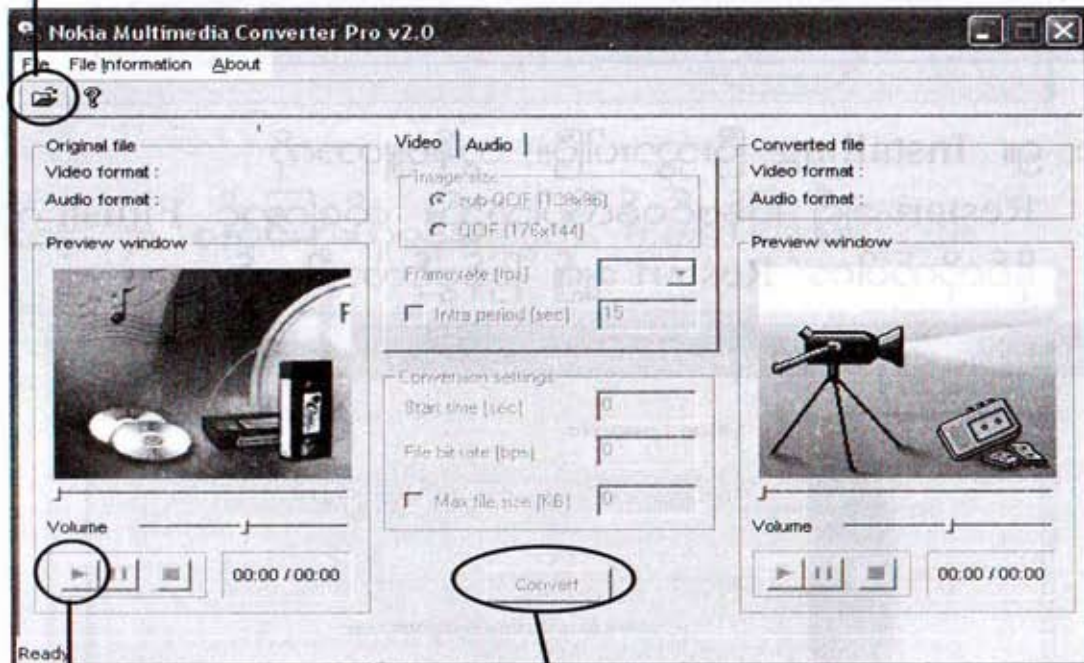 Nokia Multimedia Converter Pro v2.0
File File Information About
Original file
Video format :
Audio format :
Preview window
F
Volume
00:00 / 00:00
Video Audio
Image size
sub-QCIF (128x96)
QCIF (176x144)
Frame rate (fps)
Intra period (sec) 15
Conversion settings
Start time (sec) 0
File bit rate (bps) 0
Max file size (KB) 0
Convert
Converted file
Video format :
Audio format :
Preview window
Volume
00:00 / 00:00
Ready